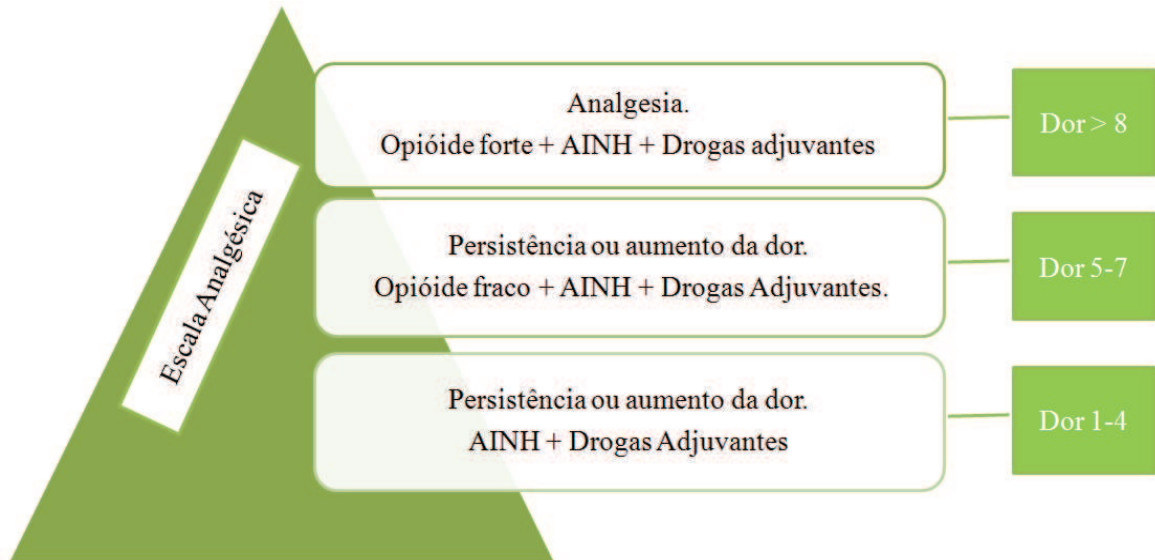 Escala Analgésica
Analgesia.
Opióide forte + AINH + Drogas adjuvantes
Dor > 8
Persistência ou aumento da dor.
Opióide fraco + AINH + Drogas Adjuvantes.
Dor 5-7
Persistência ou aumento da dor.
AINH + Drogas Adjuvantes
Dor 1-4